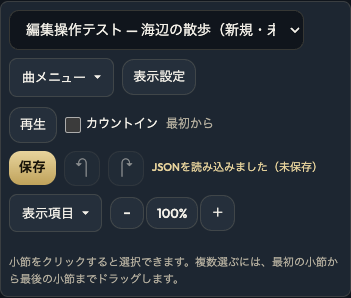 編集操作テスト — 海辺の散歩（新規・
曲メニュー 表示設定
再生 カウントイン 最初から
保存 JSONを読み込みました（未保存）
表示項目 - 100% +
小節をクリックすると選択できます。複数選ぶには、最初の小節か
ら最後の小節までドラッグします。